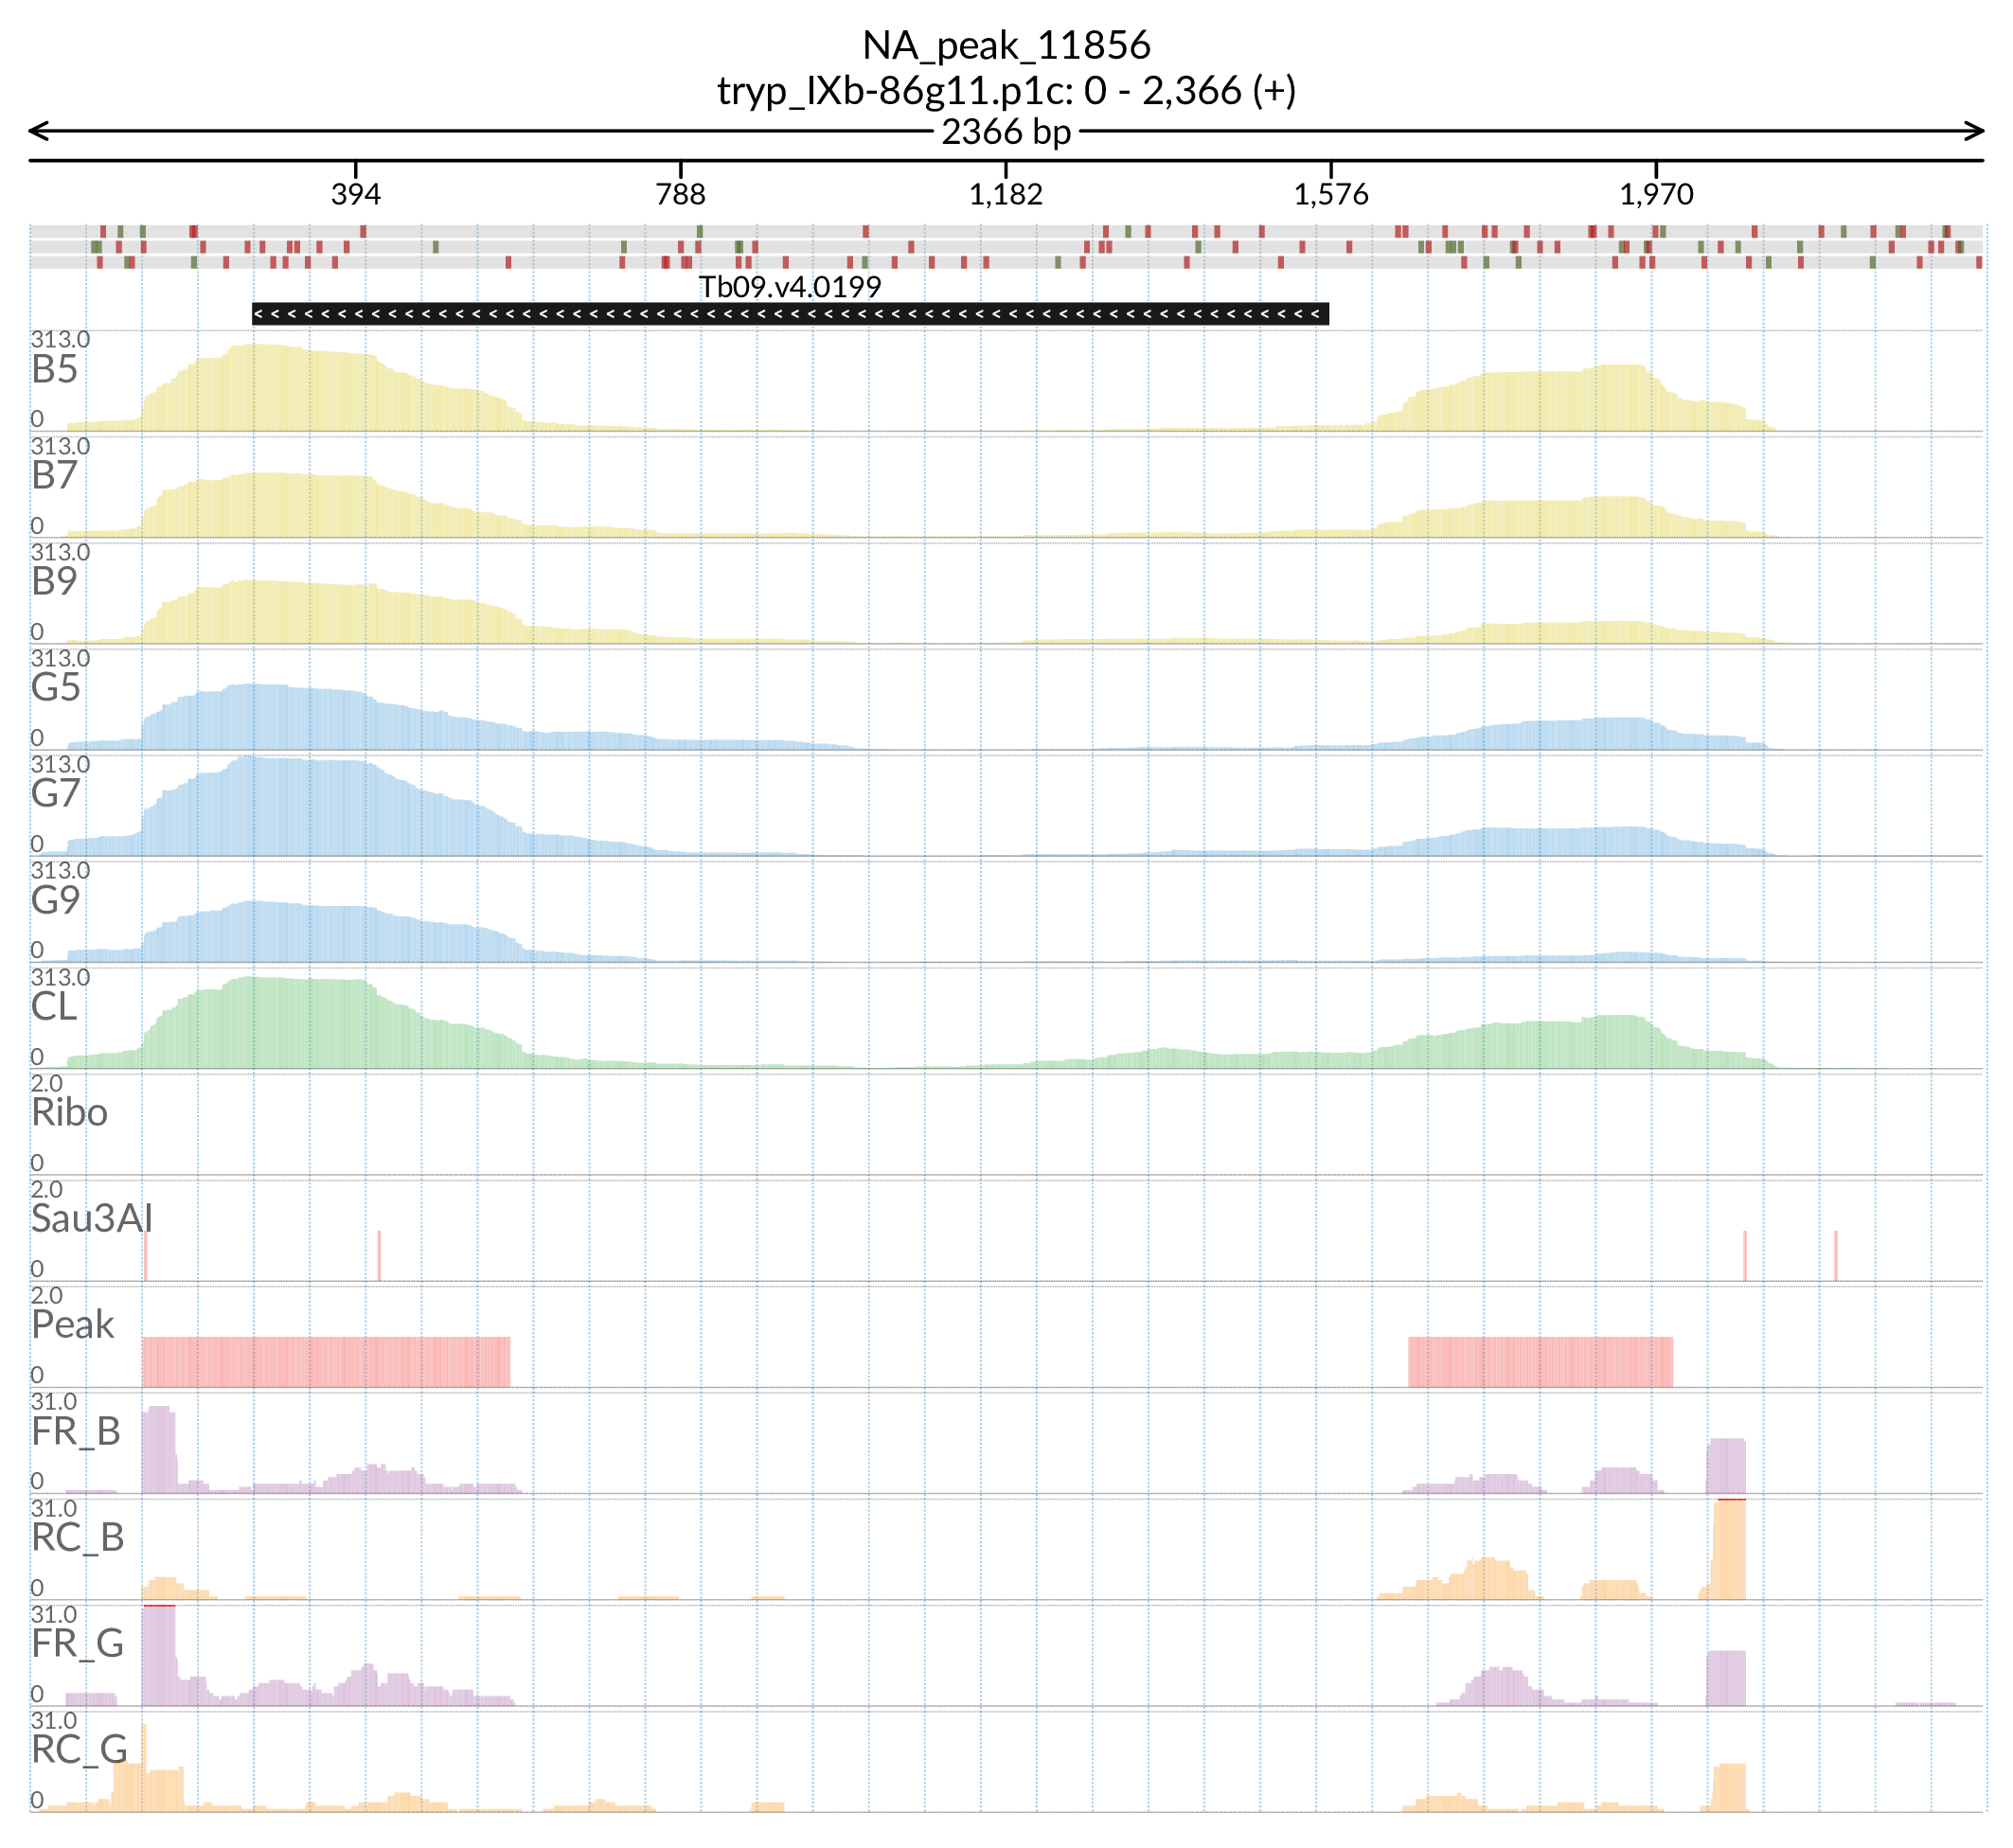 NA_peak_11856
tryp_IXb-86g11.p1c: 0 - 2,366 (+)
2366 bp
394 788 1,182 1,576 1,970
Tb09.v4.0199
< < < < < < < < < < < < < < < < < < < < < < < < < < < < < < < < < < < < < < < < < < < < < < < < < < < < < < < < < < < < < < < <
313.0
B5
0
313.0
B7
0
313.0
B9
0
313.0
G5
0
313.0
G7
0
313.0
G9
0
313.0
CL
0
2.0
Ribo
0
2.0
Sau3AI
0
2.0
Peak
0
31.0
FR_B
0
31.0
RC_B
0
31.0
FR_G
0
31.0
RC_G
0